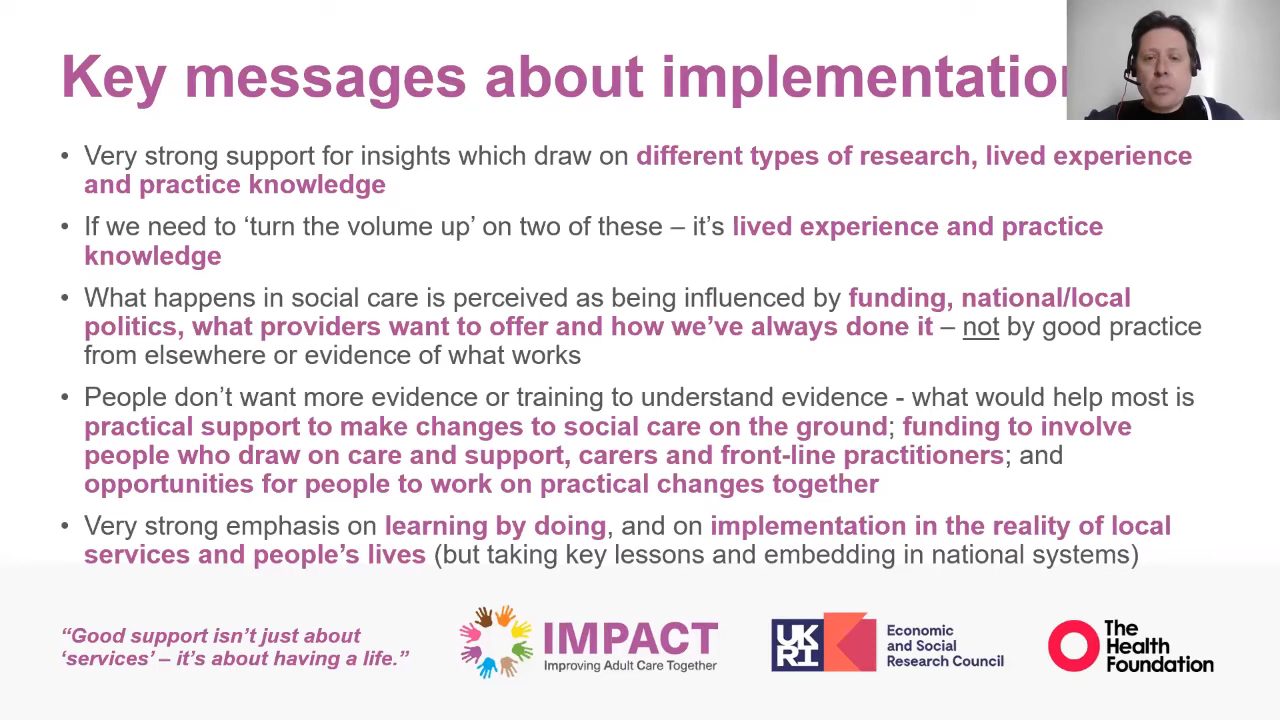 Key messages about implementation
• Very strong support for insights which draw on different types of research, lived experience
and practice knowledge
• If we need to ‘turn the volume up’ on two of these – it’s lived experience and practice
knowledge
• What happens in social care is perceived as being influenced by funding, national/local
politics, what providers want to offer and how we’ve always done it – not by good practice
from elsewhere or evidence of what works
• People don’t want more evidence or training to understand evidence - what would help most is
practical support to make changes to social care on the ground; funding to involve
people who draw on care and support, carers and front-line practitioners; and
opportunities for people to work on practical changes together
• Very strong emphasis on learning by doing, and on implementation in the reality of local
services and people’s lives (but taking key lessons and embedding in national systems)
“Good support isn’t just about
‘services’ – it’s about having a life.”
IMPACT
Improving Adult Care Together
UK
RI
Economic
and Social
Research Council
The
Health
Foundation